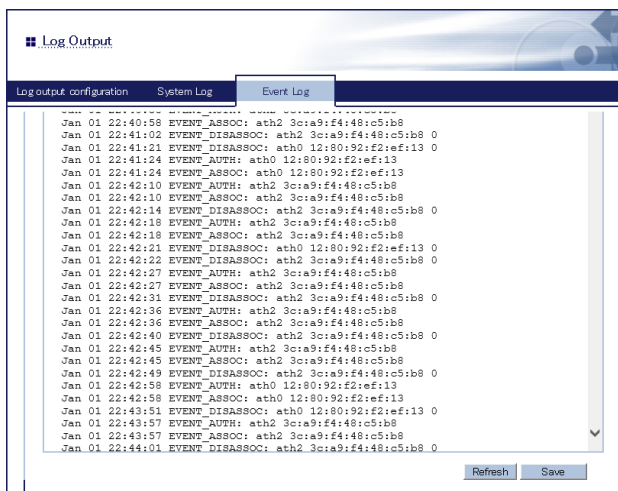 Log Output
Log output configuration System Log Event Log
Jan 01 22:40:58 EVENT_ASSOC: ath2 3c:a9:f4:48:c5:b8
Jan 01 22:41:02 EVENT_DISASSOC: ath2 3c:a9:f4:48:c5:b8 0
Jan 01 22:41:21 EVENT_DISASSOC: ath0 12:80:92:f2:ef:13 0
Jan 01 22:41:24 EVENT_AUTH: ath0 12:80:92:f2:ef:13
Jan 01 22:41:24 EVENT_ASSOC: ath0 12:80:92:f2:ef:13
Jan 01 22:42:10 EVENT_AUTH: ath2 3c:a9:f4:48:c5:b8
Jan 01 22:42:10 EVENT_ASSOC: ath2 3c:a9:f4:48:c5:b8
Jan 01 22:42:14 EVENT_DISASSOC: ath2 3c:a9:f4:48:c5:b8 0
Jan 01 22:42:18 EVENT_AUTH: ath2 3c:a9:f4:48:c5:b8
Jan 01 22:42:18 EVENT_ASSOC: ath2 3c:a9:f4:48:c5:b8
Jan 01 22:42:21 EVENT_DISASSOC: ath0 12:80:92:f2:ef:13 0
Jan 01 22:42:22 EVENT_DISASSOC: ath2 3c:a9:f4:48:c5:b8 0
Jan 01 22:42:27 EVENT_AUTH: ath2 3c:a9:f4:48:c5:b8
Jan 01 22:42:27 EVENT_ASSOC: ath2 3c:a9:f4:48:c5:b8
Jan 01 22:42:31 EVENT_DISASSOC: ath2 3c:a9:f4:48:c5:b8 0
Jan 01 22:42:36 EVENT_AUTH: ath2 3c:a9:f4:48:c5:b8
Jan 01 22:42:36 EVENT_ASSOC: ath2 3c:a9:f4:48:c5:b8
Jan 01 22:42:40 EVENT_DISASSOC: ath2 3c:a9:f4:48:c5:b8 0
Jan 01 22:42:45 EVENT_AUTH: ath2 3c:a9:f4:48:c5:b8
Jan 01 22:42:45 EVENT_ASSOC: ath2 3c:a9:f4:48:c5:b8
Jan 01 22:42:49 EVENT_DISASSOC: ath2 3c:a9:f4:48:c5:b8 0
Jan 01 22:42:58 EVENT_AUTH: ath0 12:80:92:f2:ef:13
Jan 01 22:42:58 EVENT_ASSOC: ath0 12:80:92:f2:ef:13
Jan 01 22:43:51 EVENT_DISASSOC: ath0 12:80:92:f2:ef:13 0
Jan 01 22:43:57 EVENT_AUTH: ath2 3c:a9:f4:48:c5:b8
Jan 01 22:43:57 EVENT_ASSOC: ath2 3c:a9:f4:48:c5:b8
Jan 01 22:44:01 EVENT_DISASSOC: ath2 3c:a9:f4:48:c5:b8 0
Refresh Save